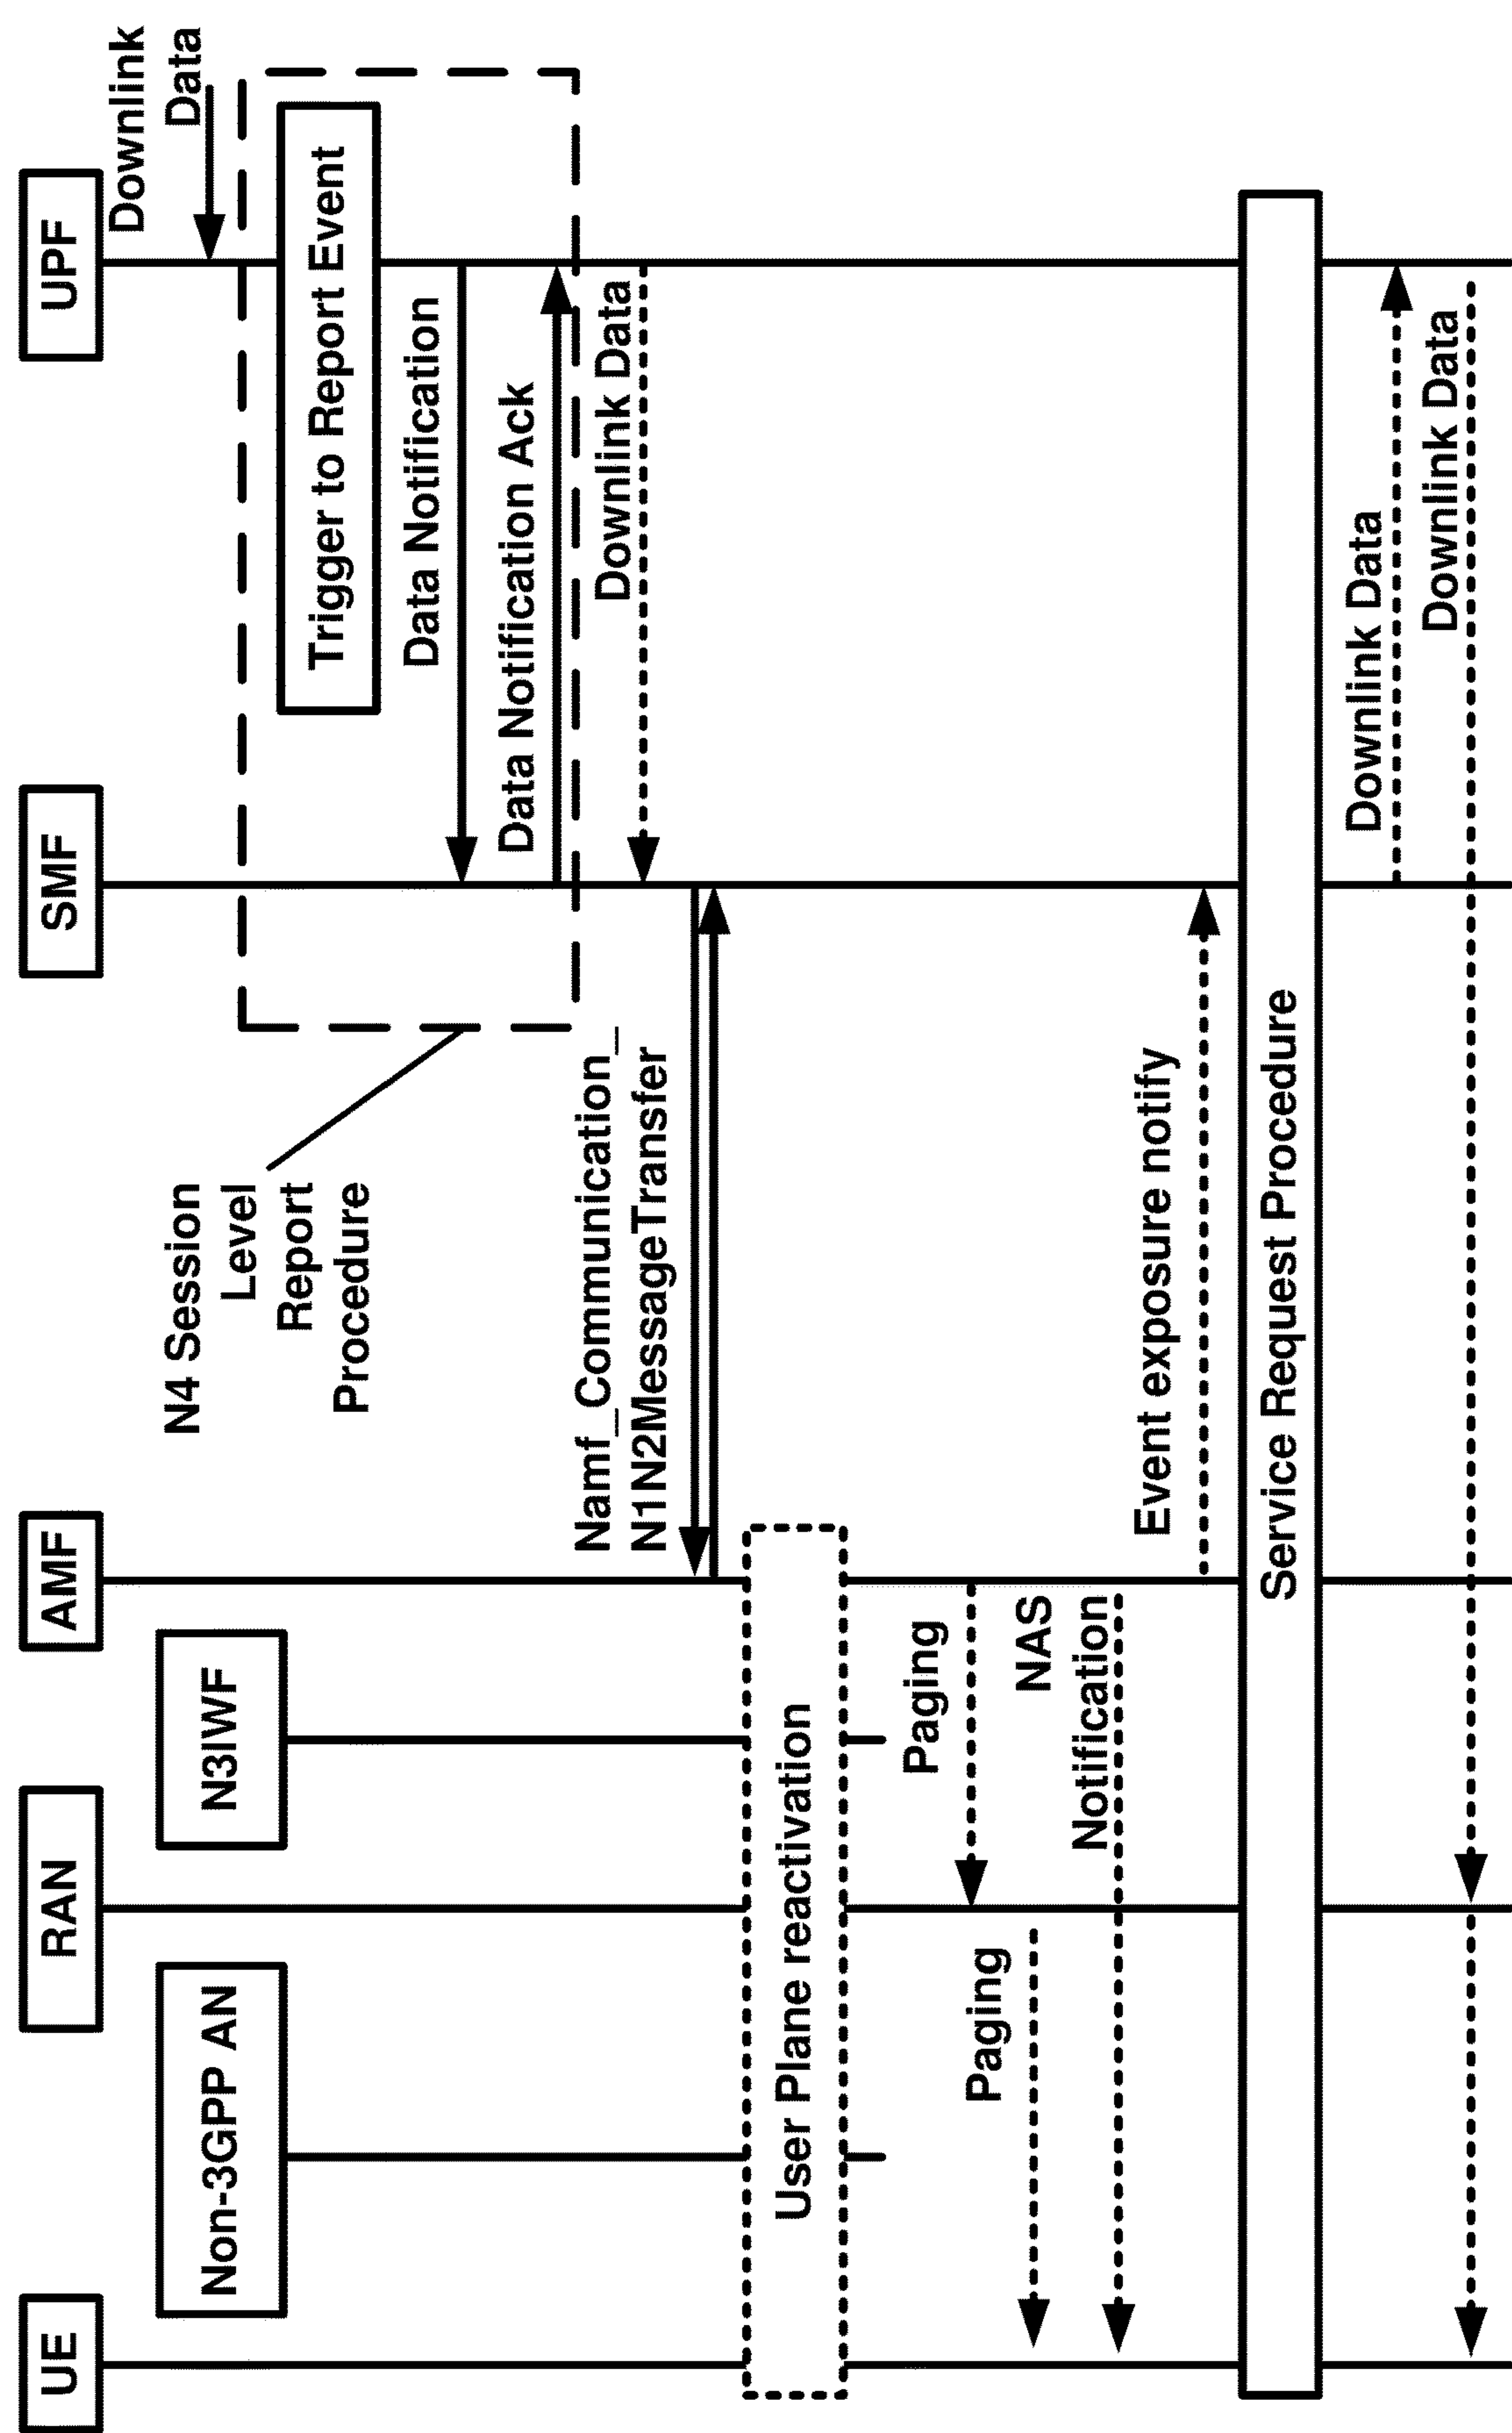 UE
Non-3GPP AN
RAN
N3IWF
AMF
SMF
UPF
Downlink
Data
N4 Session
Level
Report
Procedure
Trigger to Report Event
Data Notification
Data Notification Ack
Downlink Data
Namf_Communication_
N1N2MessageTransfer
User Plane reactivation
Paging
Paging
NAS
Notification
Event exposure notify
Service Request Procedure
Downlink Data
Downlink Data